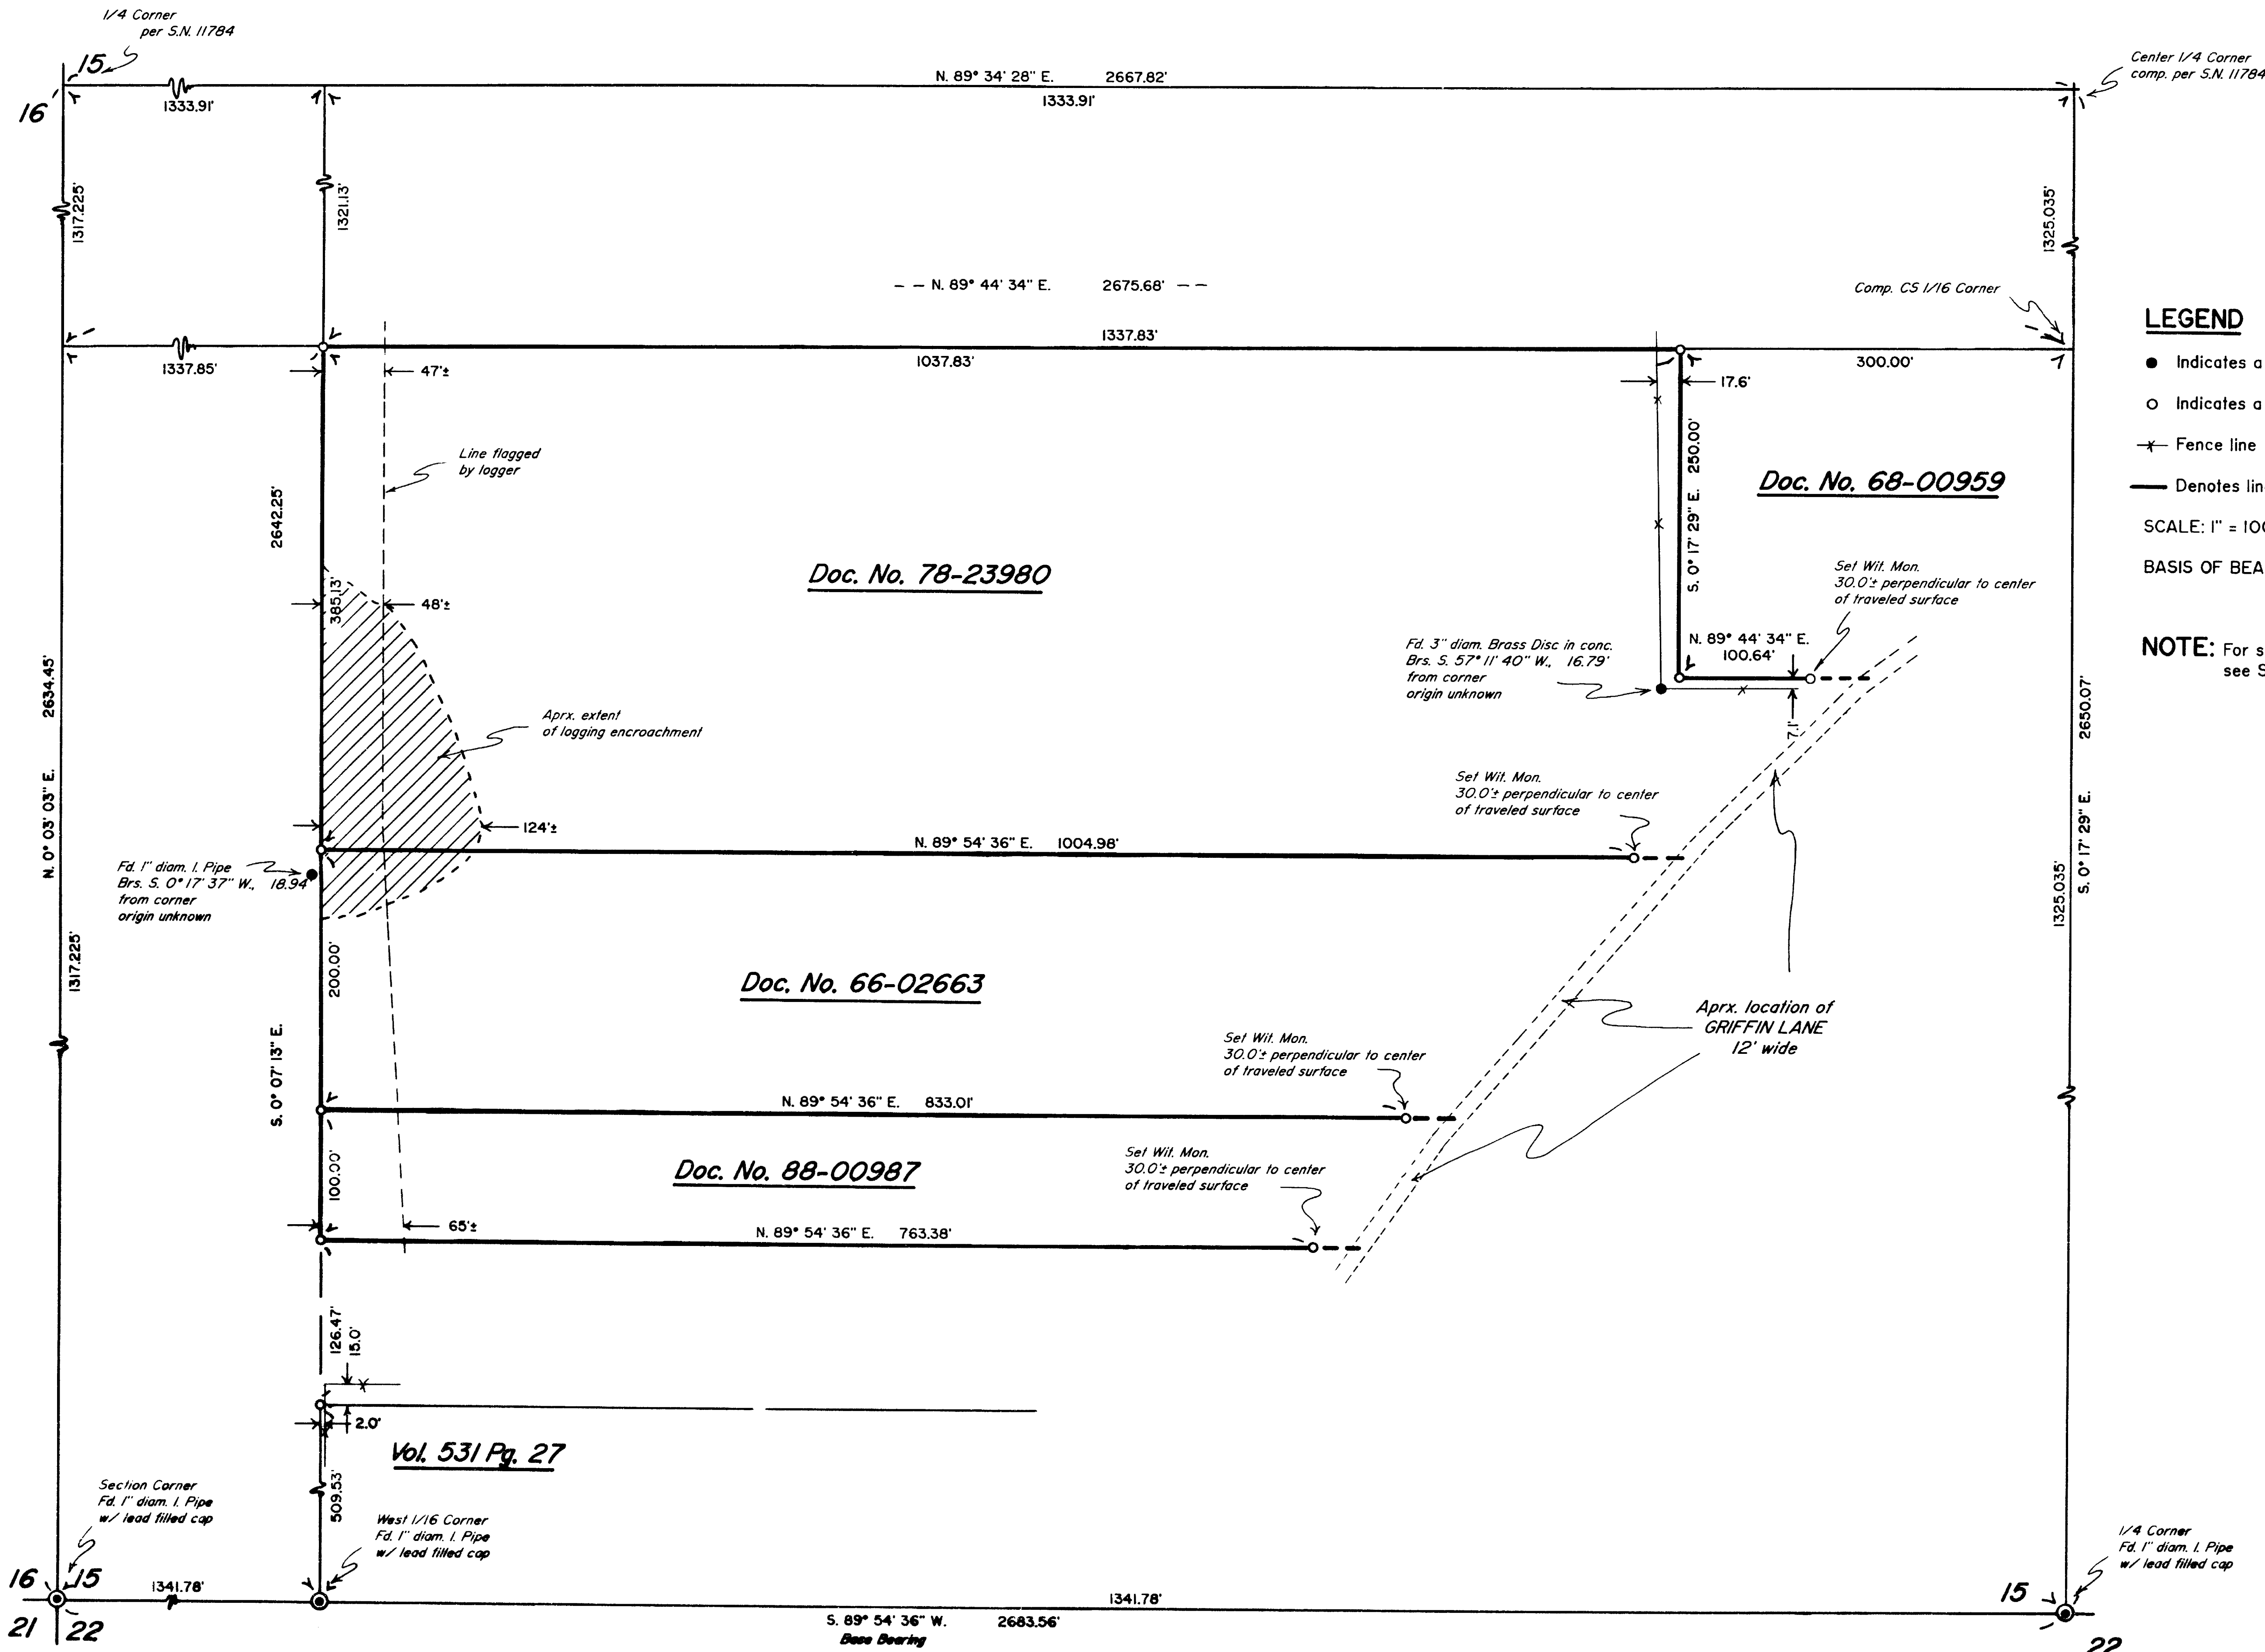 1/4 Corner
per S.N. 11784
15
16
N. 89° 34' 28" E. 2667.82'
1333.91'
1333.91'
Center 1/4 Corner
comp. per S.N. 11784
1317.225'
1321.13'
1325.035'
– – N. 89° 44' 34" E. 2675.68' – –
Comp. CS 1/16 Corner
1337.83'
1337.85'
47'±
1037.83'
17.6'
300.00'
LEGEND
Indicates a
Indicates a
Fence line
Denotes lin
SCALE: 1" = 100
BASIS OF BEA
NOTE: For s
see S
Line flagged
by logger
2642.25'
385.13'
48'±
Doc. No. 78-23980
S. 0° 17' 29" E. 250.00'
Doc. No. 68-00959
Set Wit. Mon.
30.0'± perpendicular to center
of traveled surface
N. 89° 44' 34" E.
100.64'
Fd. 3" diam. Brass Disc in conc.
Brs. S. 57° 11' 40" W., 16.79'
from corner
origin unknown
7.1'
N. 0° 03' 03" E. 2634.45'
S. 0° 17' 29" E. 2650.07'
Aprx. extent
of logging encroachment
Set Wit. Mon.
30.0'± perpendicular to center
of traveled surface
124'±
N. 89° 54' 36" E. 1004.98'
Fd. 1" diam. I. Pipe
Brs. S. 0° 17' 37" W., 18.94'
from corner
origin unknown
1317.225'
200.00'
1325.035'
Doc. No. 66-02663
Aprx. location of
GRIFFIN LANE
12' wide
S. 0° 07' 13" E.
Set Wit. Mon.
30.0'± perpendicular to center
of traveled surface
N. 89° 54' 36" E. 833.01'
100.00'
Doc. No. 88-00987
Set Wit. Mon.
30.0'± perpendicular to center
of traveled surface
65'±
N. 89° 54' 36" E. 763.38'
126.47'
15.0'
2.0'
Vol. 531 Pg. 27
509.53'
Section Corner
Fd. 1" diam. I. Pipe
w/ lead filled cap
West 1/16 Corner
Fd. 1" diam. I. Pipe
w/ lead filled cap
1/4 Corner
Fd. 1" diam. I. Pipe
w/ lead filled cap
16 15
1341.78'
1341.78'
15
21 22
S. 89° 54' 36" W. 2683.56'
Base Bearing
22